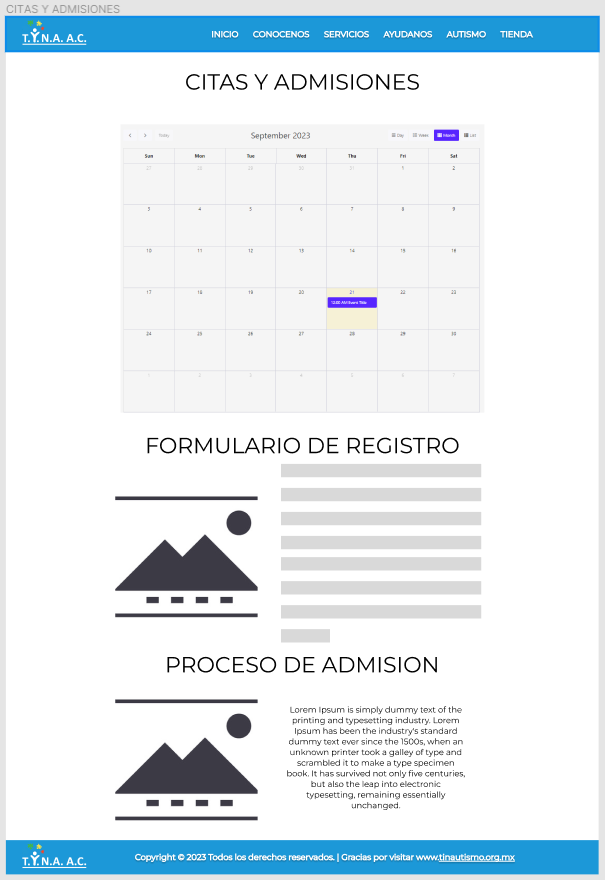 CITAS Y ADMISIONES
T.Y.N.A. A.C.
INICIO CONOCENOS SERVICIOS AYUDANOS AUTISMO TIENDA
CITAS Y ADMISIONES
Today September 2023 Day Week Month List
Sun Mon Tue Wed Thu Fri Sat
27 28 29 30 31 1 2
3 4 5 6 7 8 9
10 11 12 13 14 15 16
17 18 19 20 21 22 23
12:00 AM Event Title
24 25 26 27 28 29 30
1 2 3 4 5 6 7
FORMULARIO DE REGISTRO
PROCESO DE ADMISION
Lorem Ipsum is simply dummy text of the
printing and typesetting industry. Lorem
Ipsum has been the industry's standard
dummy text ever since the 1500s, when an
unknown printer took a galley of type and
scrambled it to make a type specimen
book. It has survived not only five centuries,
but also the leap into electronic
typesetting, remaining essentially
unchanged.
T.Y.N.A. A.C.
Copyright © 2023 Todos los derechos reservados. | Gracias por visitar www.tinautismo.org.mx